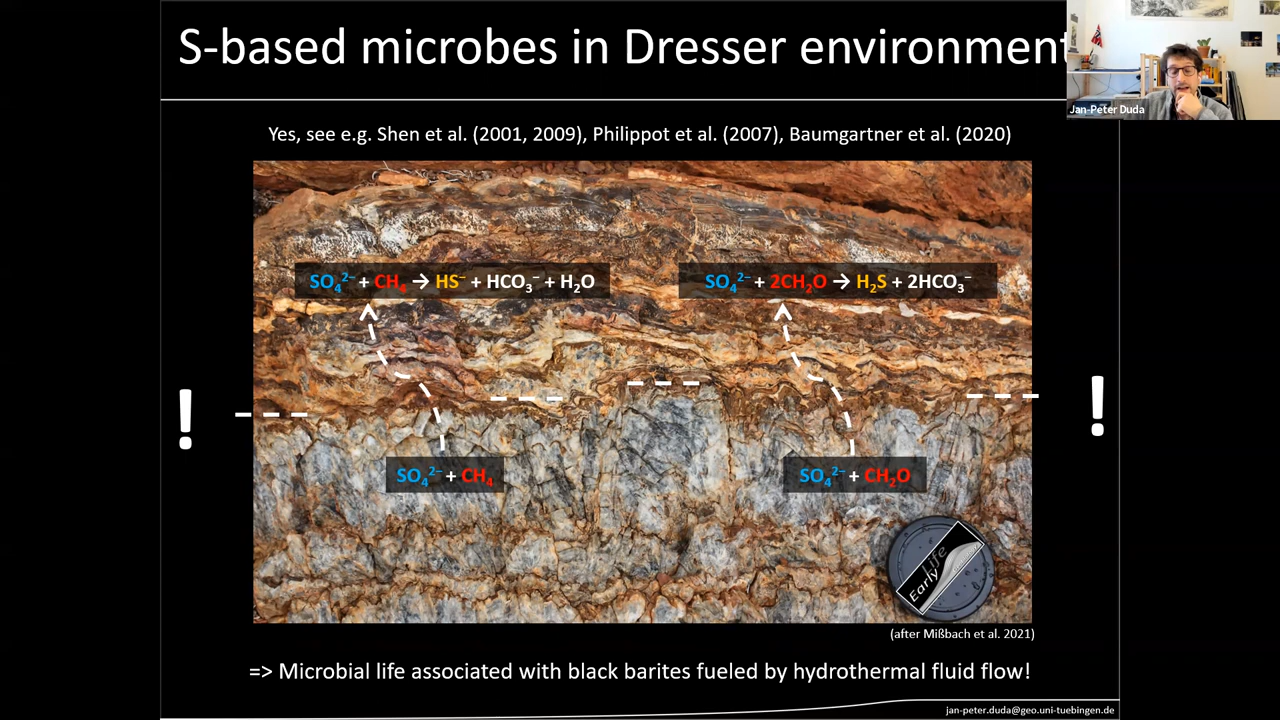 S-based microbes in Dresser environment
Jan-Peter Duda
Yes, see e.g. Shen et al. (2001, 2009), Philippot et al. (2007), Baumgartner et al. (2020)
SO₄²⁻ + CH₄ → HS⁻ + HCO₃⁻ + H₂O
SO₄²⁻ + 2CH₂O → H₂S + 2HCO₃⁻
! !
SO₄²⁻ + CH₄
SO₄²⁻ + CH₂O
Early Life
(after Mißbach et al. 2021)
=> Microbial life associated with black barites fueled by hydrothermal fluid flow!
jan-peter.duda@geo.uni-tuebingen.de